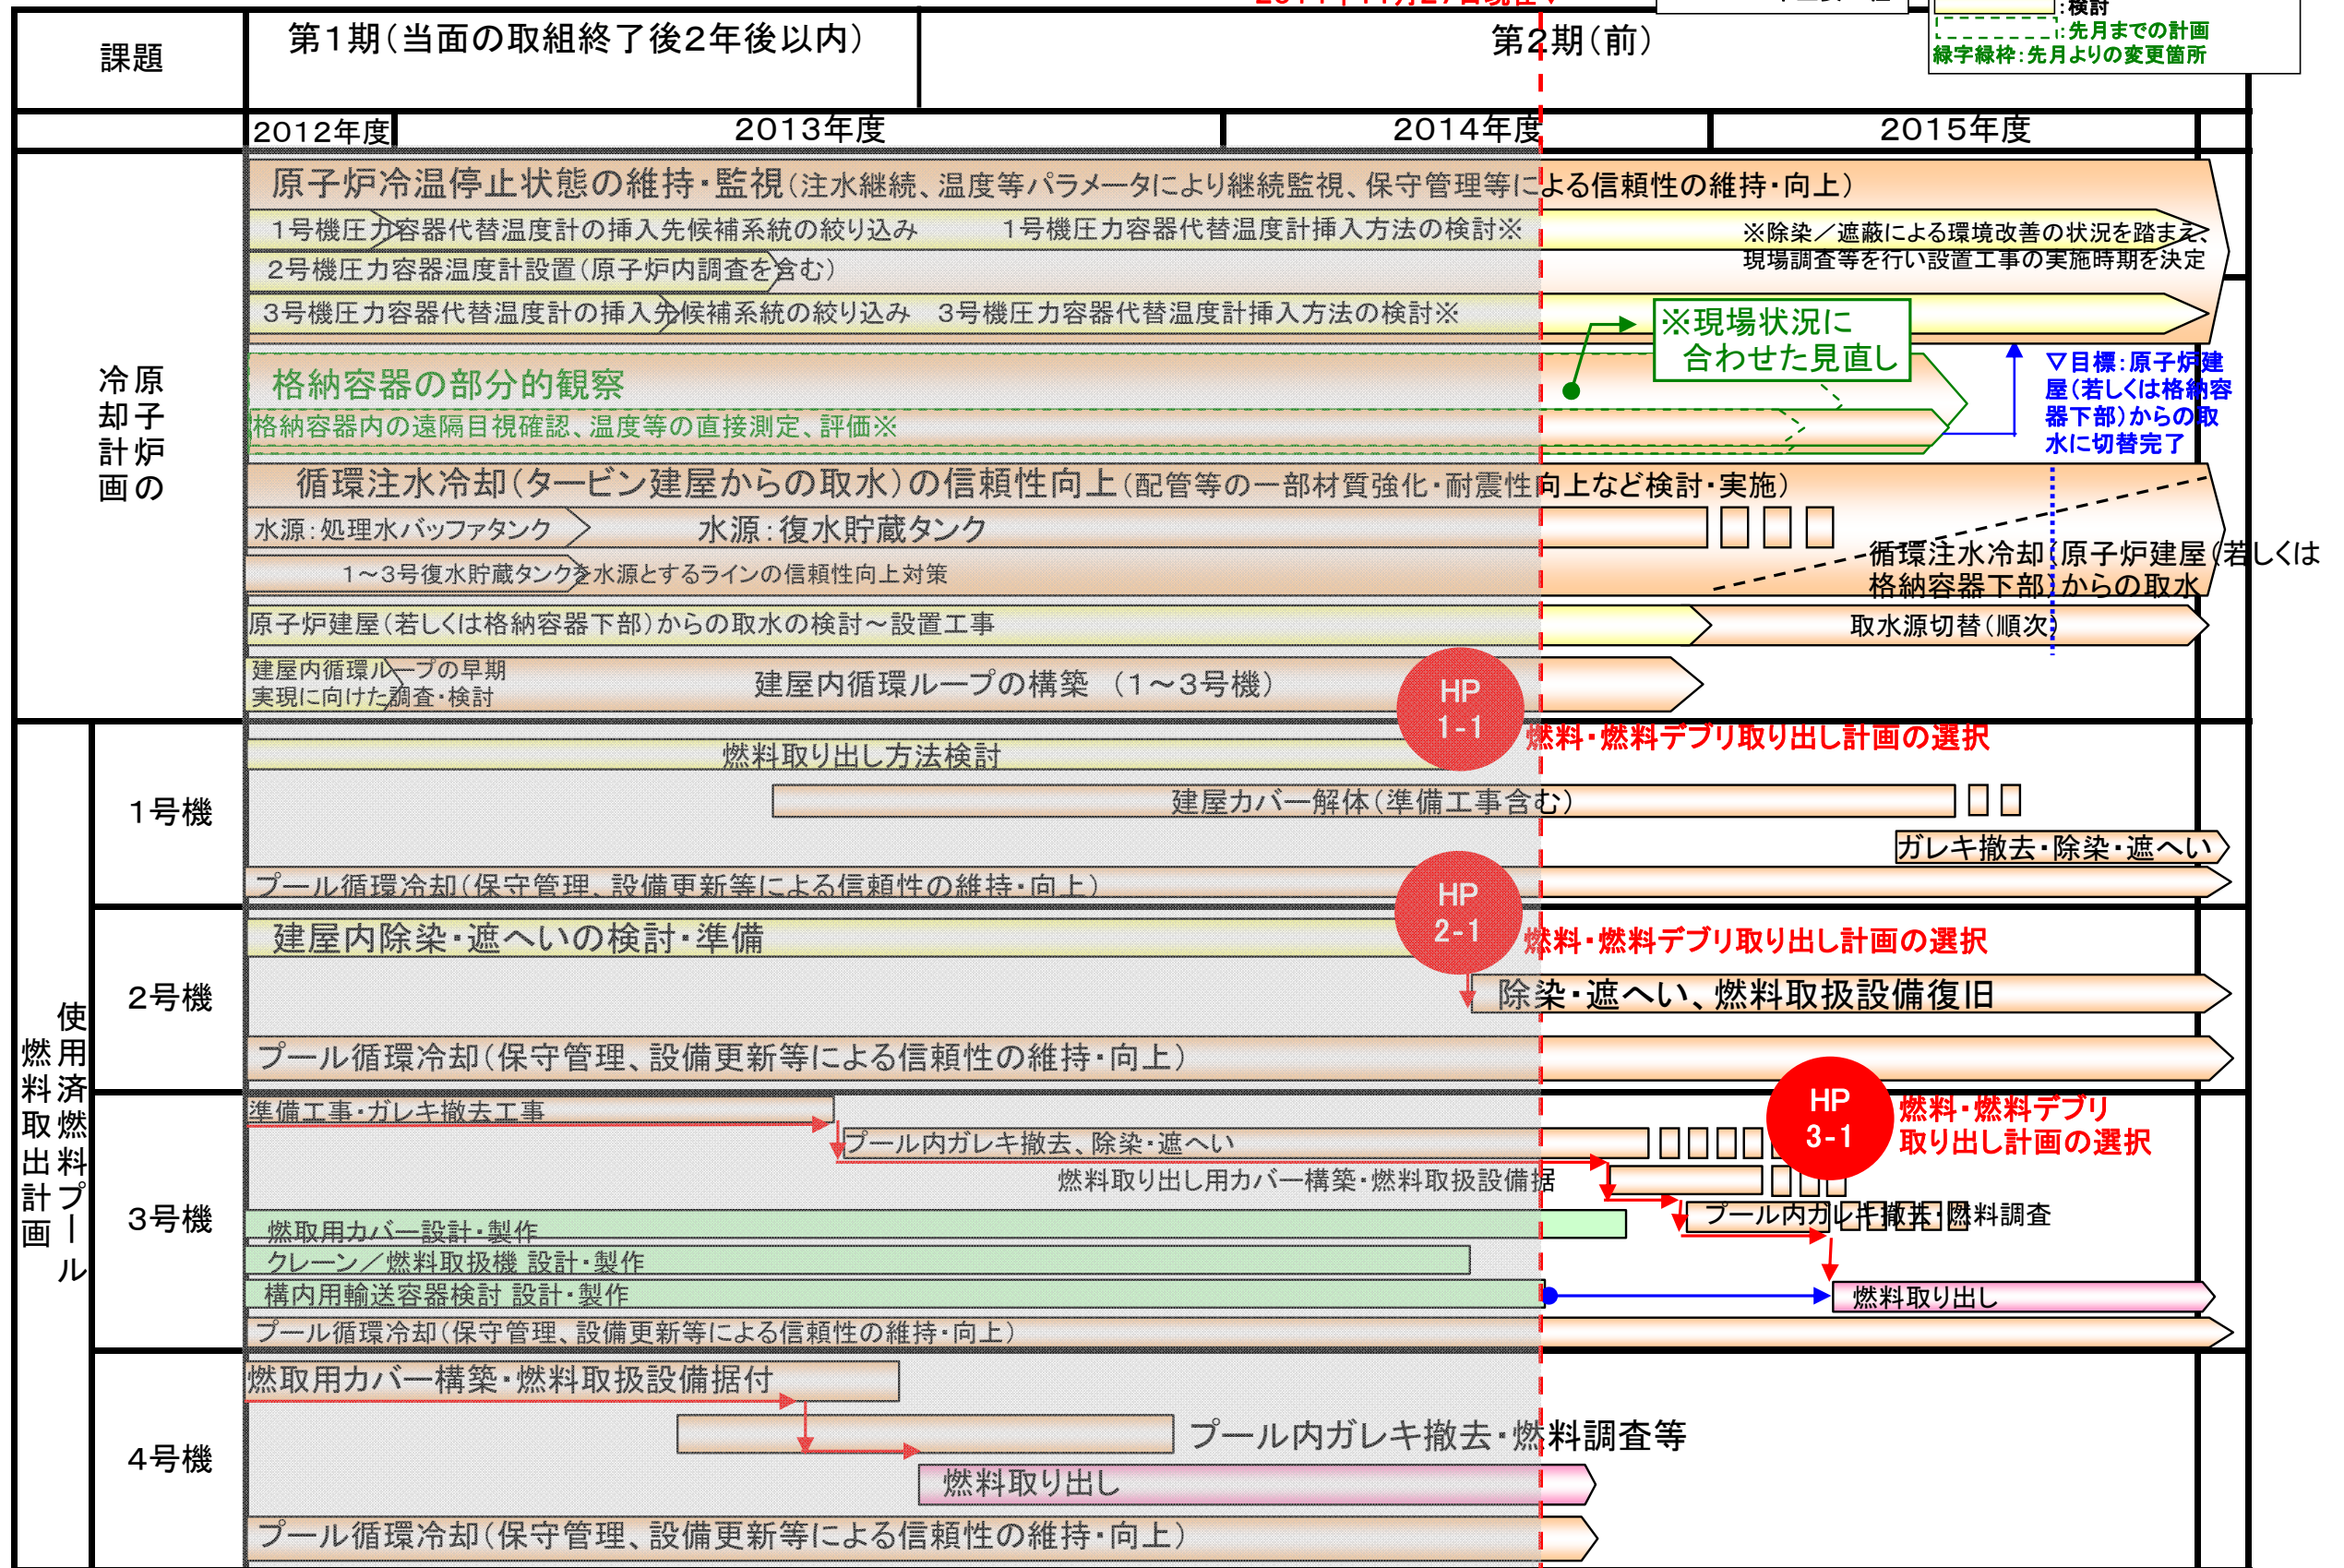 :検討
:先月までの計画
緑字緑枠:先月よりの変更箇所
課題
第1期(当面の取組終了後2年後以内)
第2期(前)
2012年度
2013年度
2014年度
2015年度
原子炉の
冷却計画
原子炉冷温停止状態の維持・監視(注水継続、温度等パラメータにより継続監視、保守管理等による信頼性の維持・向上)
1号機圧力容器代替温度計の挿入先候補系統の絞り込み
1号機圧力容器代替温度計挿入方法の検討※
※除染/遮蔽による環境改善の状況を踏まえ、
現場調査等を行い設置工事の実施時期を決定
2号機圧力容器温度計設置(原子炉内調査を含む)
3号機圧力容器代替温度計の挿入先候補系統の絞り込み
3号機圧力容器代替温度計挿入方法の検討※
※現場状況に
合わせた見直し
格納容器の部分的観察
格納容器内の遠隔目視確認、温度等の直接測定、評価※
▽目標:原子炉建
屋(若しくは格納容
器下部)からの取
水に切替完了
循環注水冷却(タービン建屋からの取水)の信頼性向上(配管等の一部材質強化・耐震性向上など検討・実施)
水源:処理水バッファタンク
水源:復水貯蔵タンク
1~3号復水貯蔵タンクを水源とするラインの信頼性向上対策
循環注水冷却(原子炉建屋(若しくは
格納容器下部)からの取水
原子炉建屋(若しくは格納容器下部)からの取水の検討~設置工事
取水源切替(順次)
建屋内循環ループの早期
実現に向けた調査・検討
建屋内循環ループの構築 (1~3号機)
使用済燃料プール
燃料取出計画
1号機
燃料取り出し方法検討
HP
1-1
燃料・燃料デブリ取り出し計画の選択
建屋カバー解体(準備工事含む)
ガレキ撤去・除染・遮へい
プール循環冷却(保守管理、設備更新等による信頼性の維持・向上)
2号機
建屋内除染・遮へいの検討・準備
HP
2-1
燃料・燃料デブリ取り出し計画の選択
除染・遮へい、燃料取扱設備復旧
プール循環冷却(保守管理、設備更新等による信頼性の維持・向上)
3号機
準備工事・ガレキ撤去工事
プール内ガレキ撤去、除染・遮へい
HP
3-1
燃料・燃料デブリ
取り出し計画の選択
燃料取り出し用カバー構築・燃料取扱設備据
プール内ガレキ撤去・燃料調査
燃取用カバー設計・製作
クレーン/燃料取扱機 設計・製作
構内用輸送容器検討 設計・製作
燃料取り出し
プール循環冷却(保守管理、設備更新等による信頼性の維持・向上)
4号機
燃取用カバー構築・燃料取扱設備据付
プール内ガレキ撤去・燃料調査等
燃料取り出し
プール循環冷却(保守管理、設備更新等による信頼性の維持・向上)